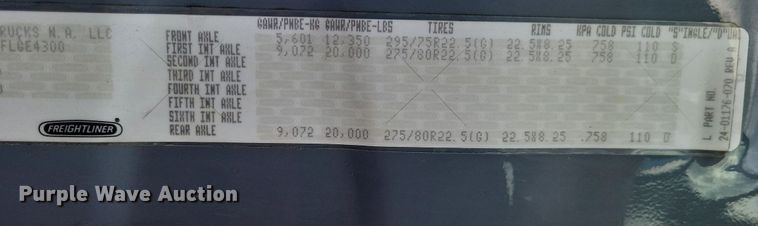 GAWR/PNBE-KG GAWR/PNBE-LBS TIRES RIMS KPA COLD PSI COLD "S"INGLE/"D"UAL
TRUCKS N.A. LLC
FLGE4300
FRONT AXLE 5,601 12,350 295/75R22.5(G) 22.5X8.25 .758 110 S
FIRST INT AXLE 9,072 20,000 275/80R22.5(G) 22.5X8.25 .758 110 D
SECOND INT AXLE
THIRD INT AXLE
FOURTH INT AXLE
FIFTH INT AXLE
SIXTH INT AXLE
REAR AXLE 9,072 20,000 275/80R22.5(G) 22.5X8.25 .758 110 D
FREIGHTLINER
L PART NO.
24-01176-020 REV A
Purple Wave Auction